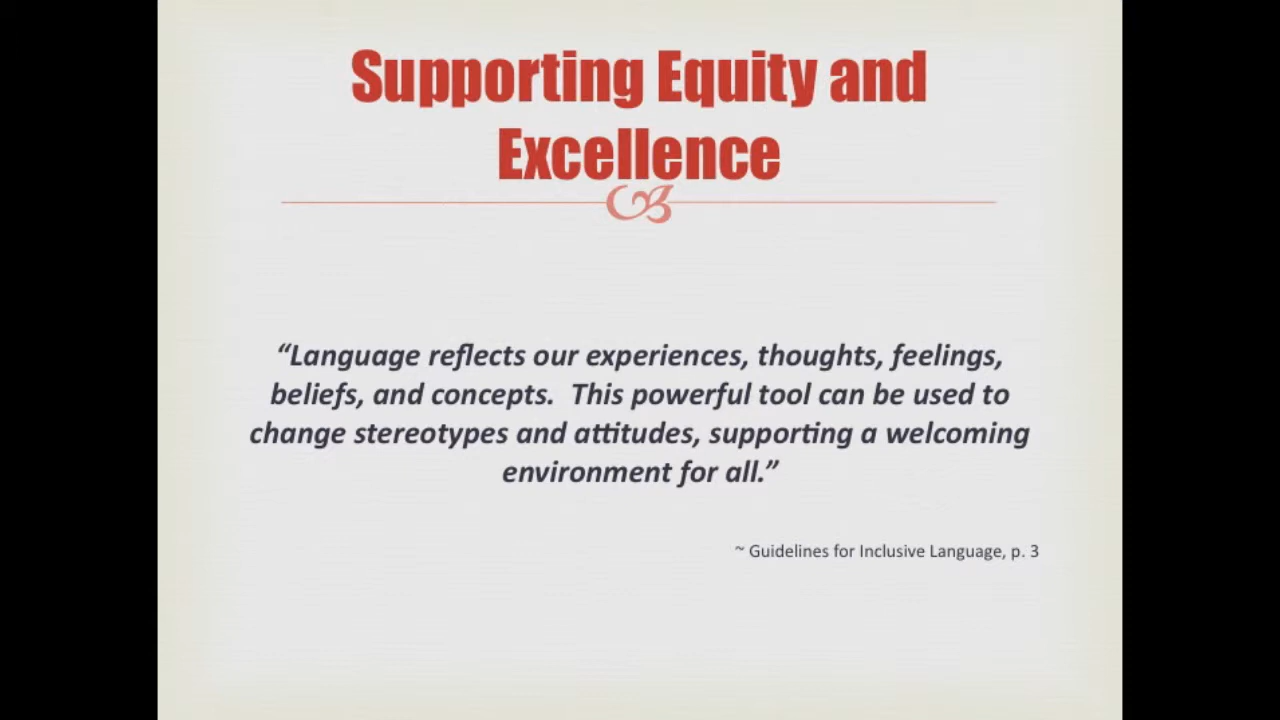 Supporting Equity and
Excellence
“Language reflects our experiences, thoughts, feelings,
beliefs, and concepts.  This powerful tool can be used to
change stereotypes and attitudes, supporting a welcoming
environment for all.”
~ Guidelines for Inclusive Language, p. 3